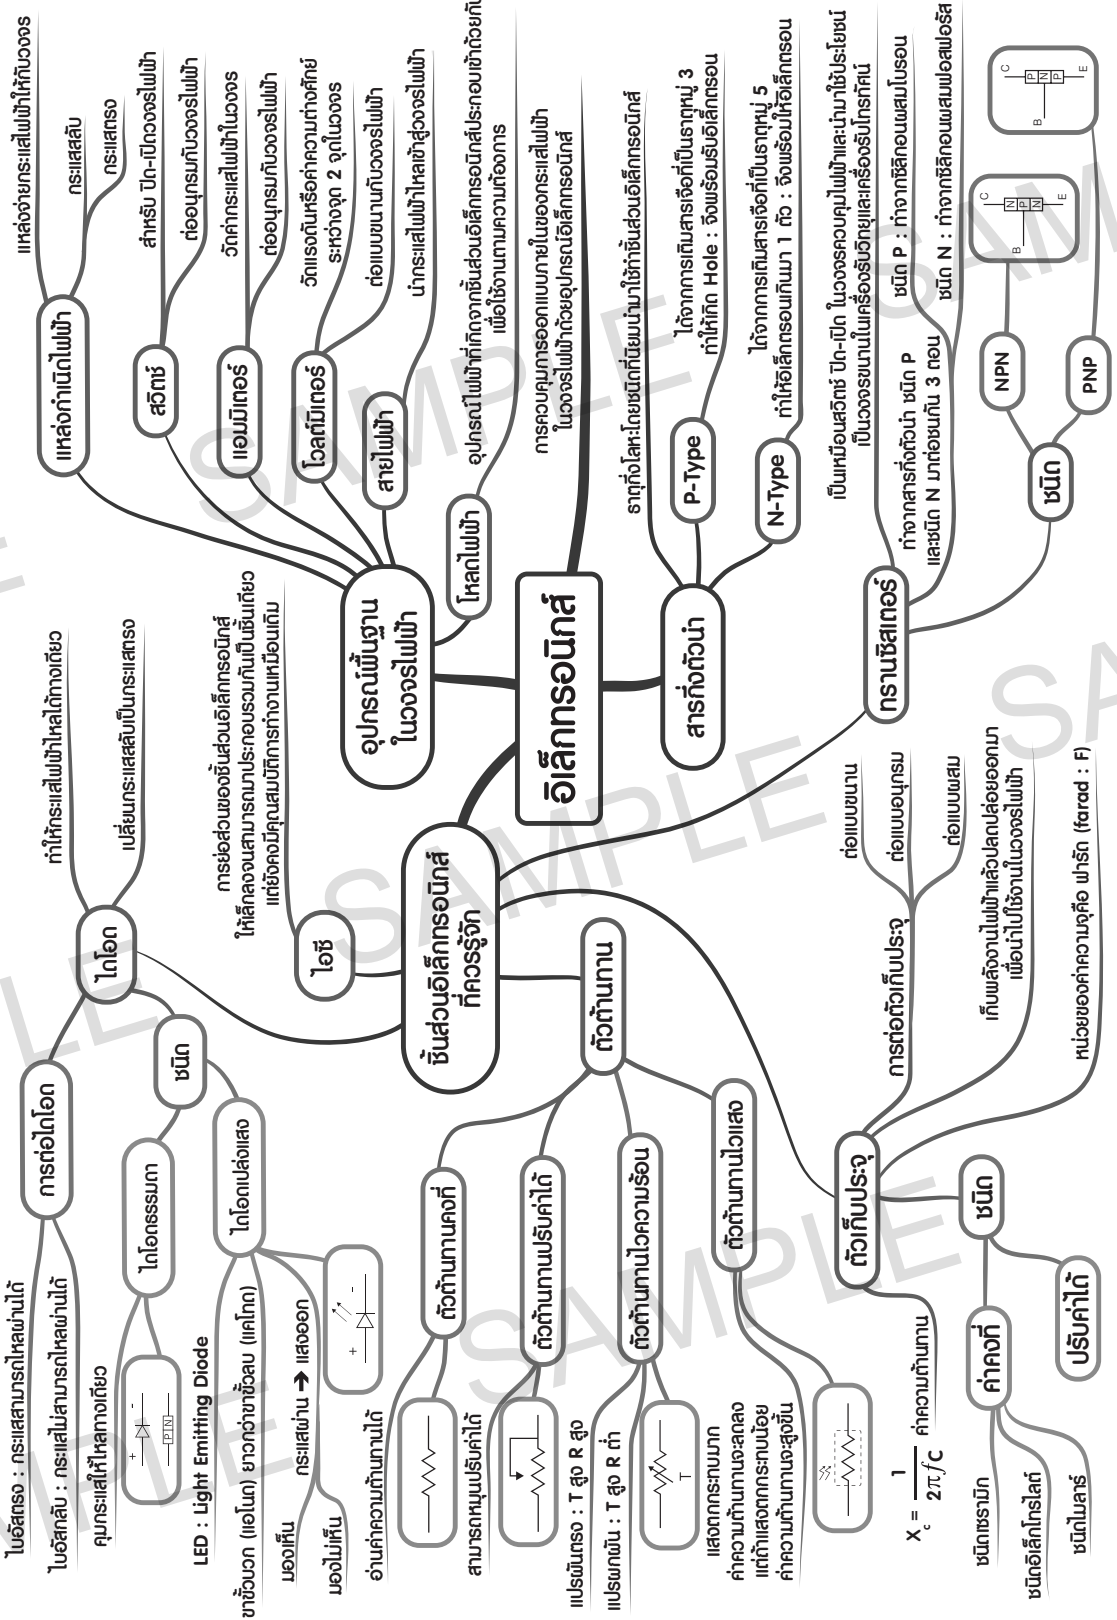 อิเล็กทรอนิกส์
การควบคุมการออกแบบภายในของกระแสไฟฟ้า
ในวงจรไฟฟ้าด้วยอุปกรณ์อิเล็กทรอนิกส์
อุปกรณ์พื้นฐาน
ในวงจรไฟฟ้า
แหล่งกำเนิดไฟฟ้า
แหล่งจ่ายกระแสไฟฟ้าให้กับวงจร
กระแสสลับ
กระแสตรง
สวิตช์
สำหรับ ปิด-เปิดวงจรไฟฟ้า
ต่ออนุกรมกับวงจรไฟฟ้า
แอมมิเตอร์
วัดค่ากระแสไฟฟ้าในวงจร
ต่ออนุกรมกับวงจรไฟฟ้า
โวลต์มิเตอร์
วัดแรงดันหรือค่าความต่างศักย์
ระหว่างจุด 2 จุดในวงจร
ต่อแบบขนานกับวงจรไฟฟ้า
สายไฟฟ้า
นำกระแสไฟฟ้าไหลเข้าสู่วงจรไฟฟ้า
โหลดไฟฟ้า
อุปกรณ์ไฟฟ้าที่เกิดจากชิ้นส่วนอิเล็กทรอนิกส์ประกอบเข้าด้วยกัน
เพื่อใช้งานตามความต้องการ
สารกึ่งตัวนำ
ธาตุกึ่งโลหะโดยชนิดที่นิยมนำมาใช้ทำชิ้นส่วนอิเล็กทรอนิกส์
P-Type
ได้จากการเติมสารเจือที่เป็นธาตุหมู่ 3
ทำให้เกิด Hole : จึงพร้อมรับอิเล็กตรอน
N-Type
ได้จากการเติมสารเจือที่เป็นธาตุหมู่ 5
ทำให้อิเล็กตรอนเกินมา 1 ตัว : จึงพร้อมให้อิเล็กตรอน
ชิ้นส่วนอิเล็กทรอนิกส์
ที่ควรรู้จัก
ทรานซิสเตอร์
เป็นเหมือนสวิตช์ ปิด-เปิด ในวงจรควบคุมไฟฟ้าและนำมาใช้ประโยชน์
เป็นวงจรขนานในเครื่องรับวิทยุและเครื่องรับโทรทัศน์
ทำจากสารกึ่งตัวนำ ชนิด P
และชนิด N มาต่อชนกัน 3 ตอน
ชนิด P : ทำจากซิลิคอนผสมโบรอน
ชนิด N : ทำจากซิลิคอนผสมฟอสฟอรัส
ชนิด
NPN
C
B
N
P
N
E
PNP
C
B
P
N
P
E
ไอซี
การย่อส่วนของชิ้นส่วนอิเล็กทรอนิกส์
ให้เล็กลงจนสามารถมาประกอบรวมกันเป็นชิ้นเดียว
แต่ยังคงมีคุณสมบัติการทำงานเหมือนเดิม
ไดโอด
ทำให้กระแสไฟฟ้าไหลได้ทางเดียว
เปลี่ยนกระแสสลับเป็นกระแสตรง
การต่อไดโอด
ไบอัสตรง : กระแสสามารถไหลผ่านได้
ไบอัสกลับ : กระแสไม่สามารถไหลผ่านได้
ชนิด
ไดโอดธรรมดา
คุมกระแสให้ไหลทางเดียว
+
-
P
N
ไดโอดเปล่งแสง
LED : Light Emitting Diode
ขาขั้วบวก (แอโนด) ยาวกว่าขาขั้วลบ (แคโทด)
กระแสผ่าน ➔ แสงออก
มองเห็น
มองไม่เห็น
+
-
ตัวต้านทาน
ตัวต้านทานคงที่
อ่านค่าความต้านทานได้
ตัวต้านทานปรับค่าได้
สามารถหมุนปรับค่าได้
ตัวต้านทานไวความร้อน
แปรผันตรง : T สูง R สูง
แปรผกผัน : T สูง R ต่ำ
T
ตัวต้านทานไวแสง
แสงตกกระทบมาก
ค่าความต้านทานจะลดลง
แต่ถ้าแสงตกกระทบน้อย
ค่าความต้านทานจะสูงขึ้น
ตัวเก็บประจุ
การต่อตัวเก็บประจุ
ต่อแบบขนาน
ต่อแบบอนุกรม
ต่อแบบผสม
เก็บพลังงานไฟฟ้าแล้วปลดปล่อยออกมา
เพื่อนำไปใช้งานในวงจรไฟฟ้า
หน่วยของค่าความจุคือ ฟารัด (farad : F)
Xc = 1/2πfC ค่าความต้านทาน
ชนิด
ค่าคงที่
ปรับค่าได้
ชนิดเซรามิก
ชนิดอิเล็กโทรไลต์
ชนิดไมลาร์
SAMPLE
SAMPLE
SAMPLE
SAMPLE